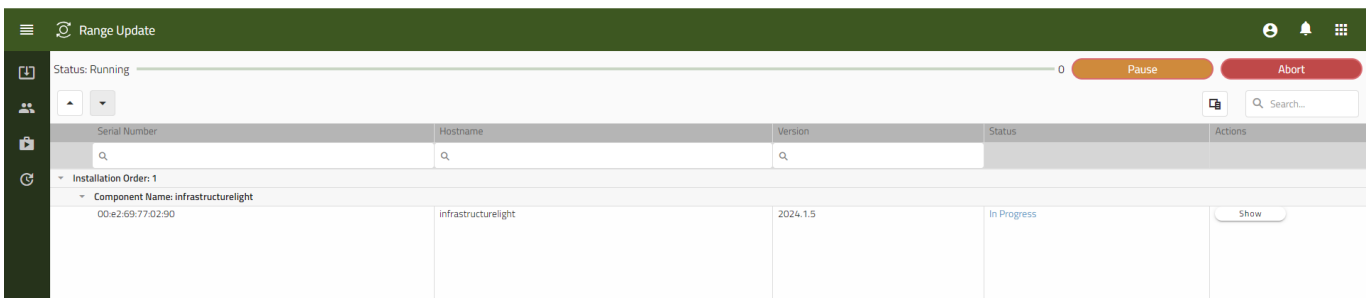 Range Update
Status: Running 0 Pause Abort
Search...
Serial Number Hostname Version Status Actions
Installation Order: 1
Component Name: infrastructurelight
00:e2:69:77:02:90 infrastructurelight 2024.1.5 In Progress Show